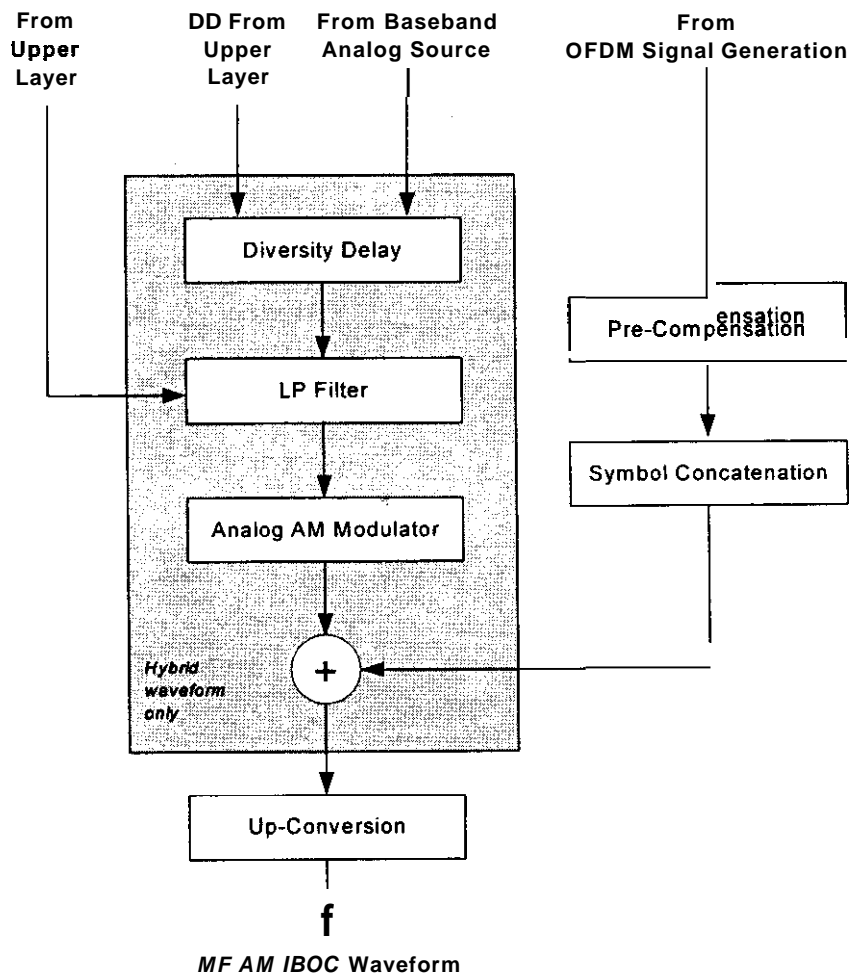 From
Upper
Layer
DD From
Upper
Layer
From Baseband
Analog Source
From
OFDM Signal Generation
Diversity Delay
Pre-Compensation
ensation
LP Filter
Symbol Concatenation
Analog AM Modulator
+
Hybrid
waveform
only
Up-Conversion
f
MF AM IBOC Waveform